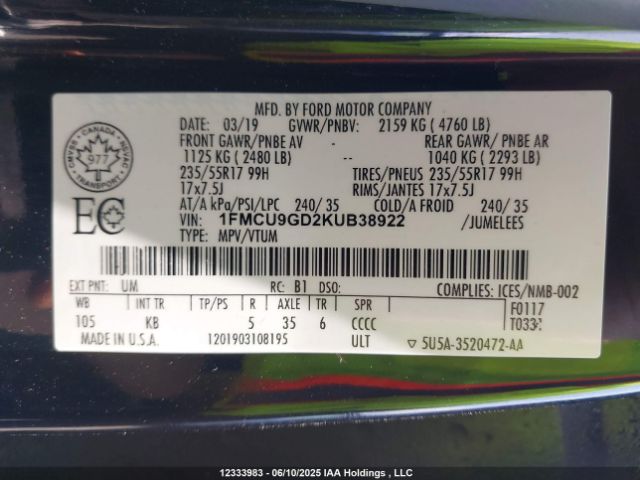 MFD. BY FORD MOTOR COMPANY
DATE: 03/19 GVWR/PNBV: 2159 KG ( 4760 LB)
FRONT GAWR/PNBE AV - REAR GAWR/ PNBE AR
1125 KG ( 2480 LB) -- 1040 KG ( 2293 LB)
235/55R17 99H TIRES/PNEUS 235/55R17 99H
17x7.5J RIMS/JANTES 17x7.5J
AT/A kPa/PSI/LPC 240/ 35 COLD/A FROID 240/ 35
VIN: 1FMCU9GD2KUB38922 /JUMELEES
TYPE: MPV/VTUM
CANADA
CMVSS 977 NSVAC
TRANSPORT
EC
EXT PNT: UM RC: B1 DSO: COMPLIES: ICES/NMB-002
WB INT TR TP/PS R AXLE TR SPR F0117
105 KB 5 35 6 CCCC
MADE IN U.S.A. 1201903108195 ULT ▽ 5U5A-3520472-AA
12333983 - 06/10/2025 IAA Holdings , LLC